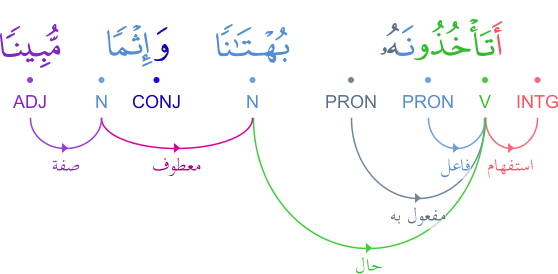 أَتَأْخُذُونَهُۥ بُهْتَٰنًا وَإِثْمًا مُّبِينًا
INTG V PRON PRON N CONJ N ADJ
استفهام فاعل معطوف صفة
مفعول به
حال